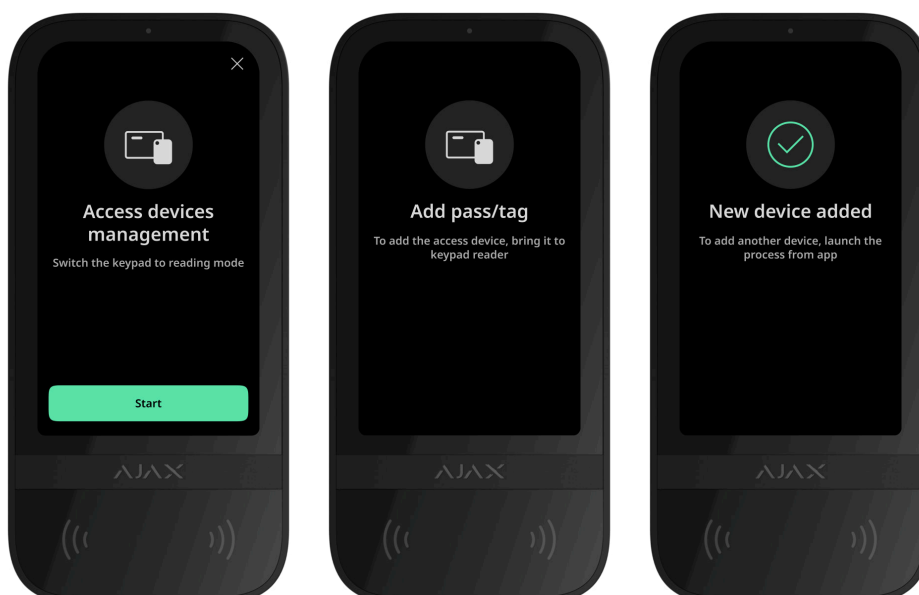 Access devices
management
Switch the keypad to reading mode
Start
AJAX
Add pass/tag
To add the access device, bring it to
keypad reader
AJAX
New device added
To add another device, launch the
process from app
AJAX